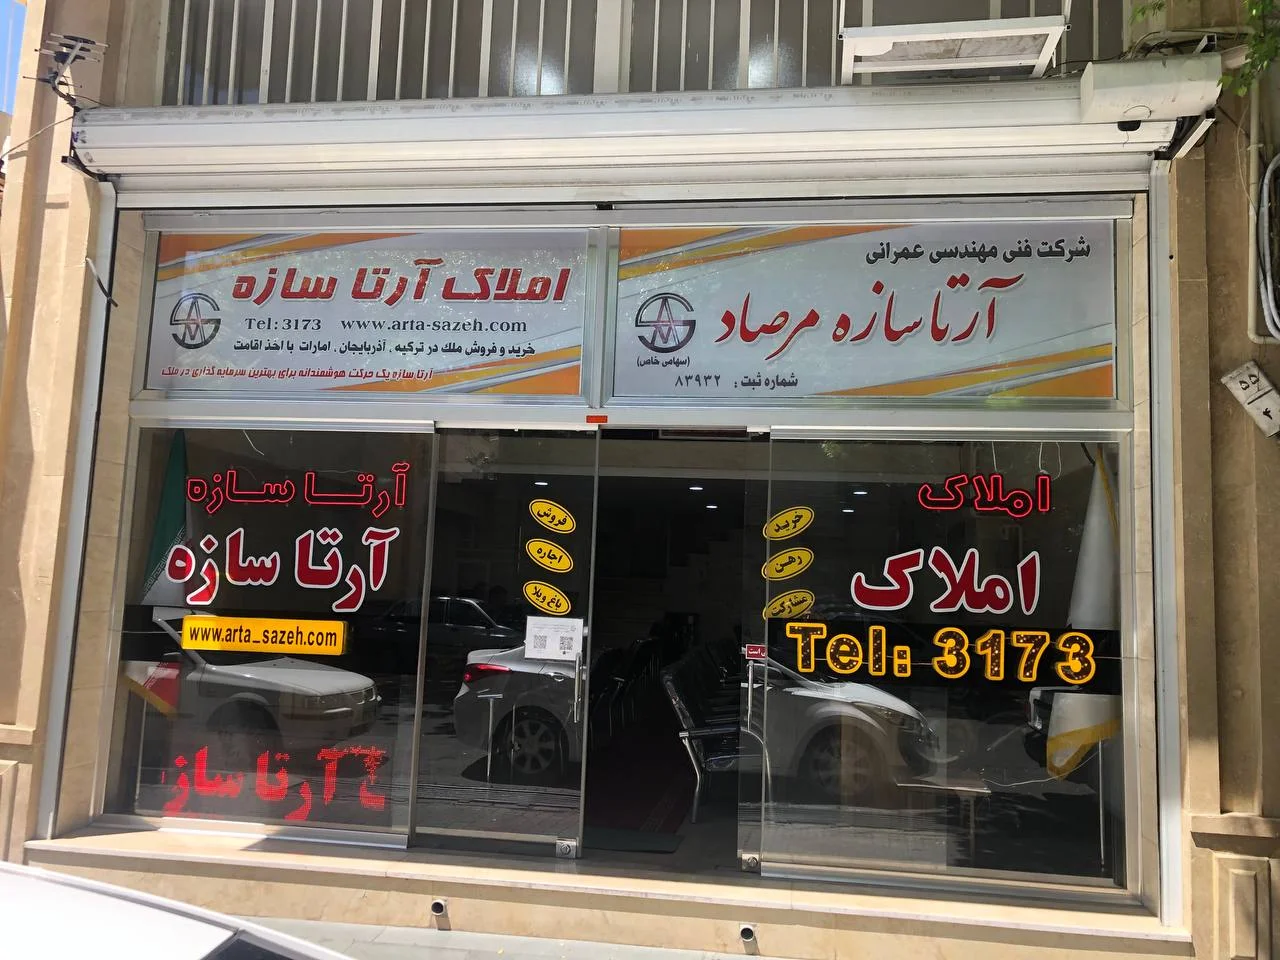 شرکت فنی مهندسی عمرانی
آرتا سازه مرصاد
(سهامی خاص)
شماره ثبت : ۸۳۹۳۲
املاک آرتا سازه
Tel:3173 www.arta-sazeh.com
خرید و فروش ملک در ترکیه ، آذربایجان ، امارات با اخذ اقامت
آرتا سازه یک حرکت هوشمندانه برای بهترین سرمایه گذاری در ملک
املاک
املاک
Tel: 3173
خرید
رهن
مشارکت
فروش
اجاره
باغ ویلا
آرتا سازه
آرتا سازه
www.arta_sazeh.com
آرتا ساز